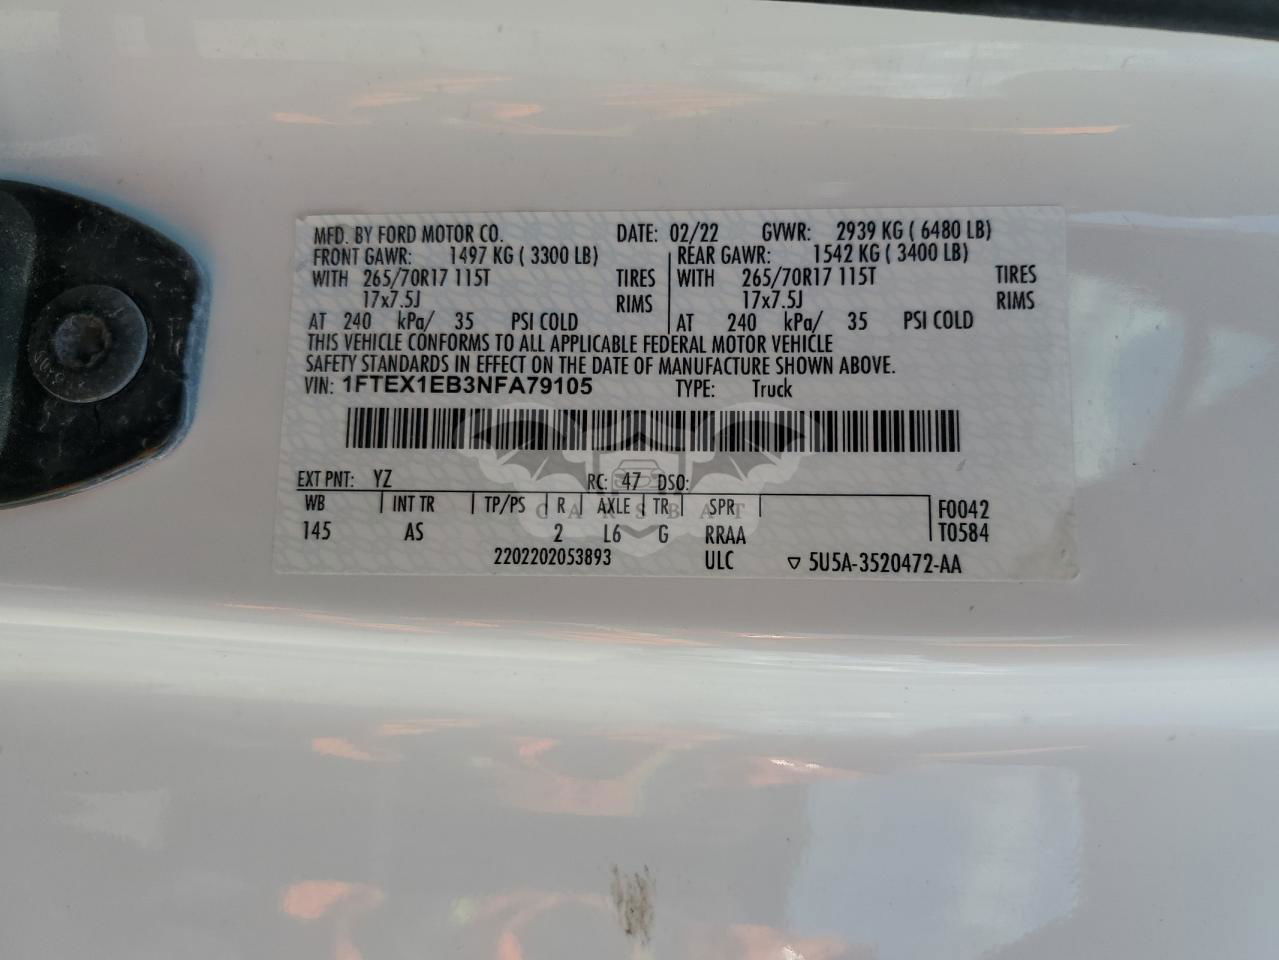 MFD. BY FORD MOTOR CO. DATE: 02/22 GVWR: 2939 KG ( 6480 LB)
FRONT GAWR: 1497 KG ( 3300 LB) REAR GAWR: 1542 KG ( 3400 LB)
WITH 265/70R17 115T TIRES WITH 265/70R17 115T TIRES
17x7.5J RIMS 17x7.5J RIMS
AT 240 kPa/ 35 PSI COLD AT 240 kPa/ 35 PSI COLD
THIS VEHICLE CONFORMS TO ALL APPLICABLE FEDERAL MOTOR VEHICLE
SAFETY STANDARDS IN EFFECT ON THE DATE OF MANUFACTURE SHOWN ABOVE.
VIN: 1FTEX1EB3NFA79105 TYPE: Truck
EXT PNT: YZ RC: 47 DSO:
WB INT TR TP/PS R AXLE TR SPR F0042
145 AS 2 L6 G RRAA T0584
2202202053893 ULC ▽ 5U5A-3520472-AA
CARSBAT